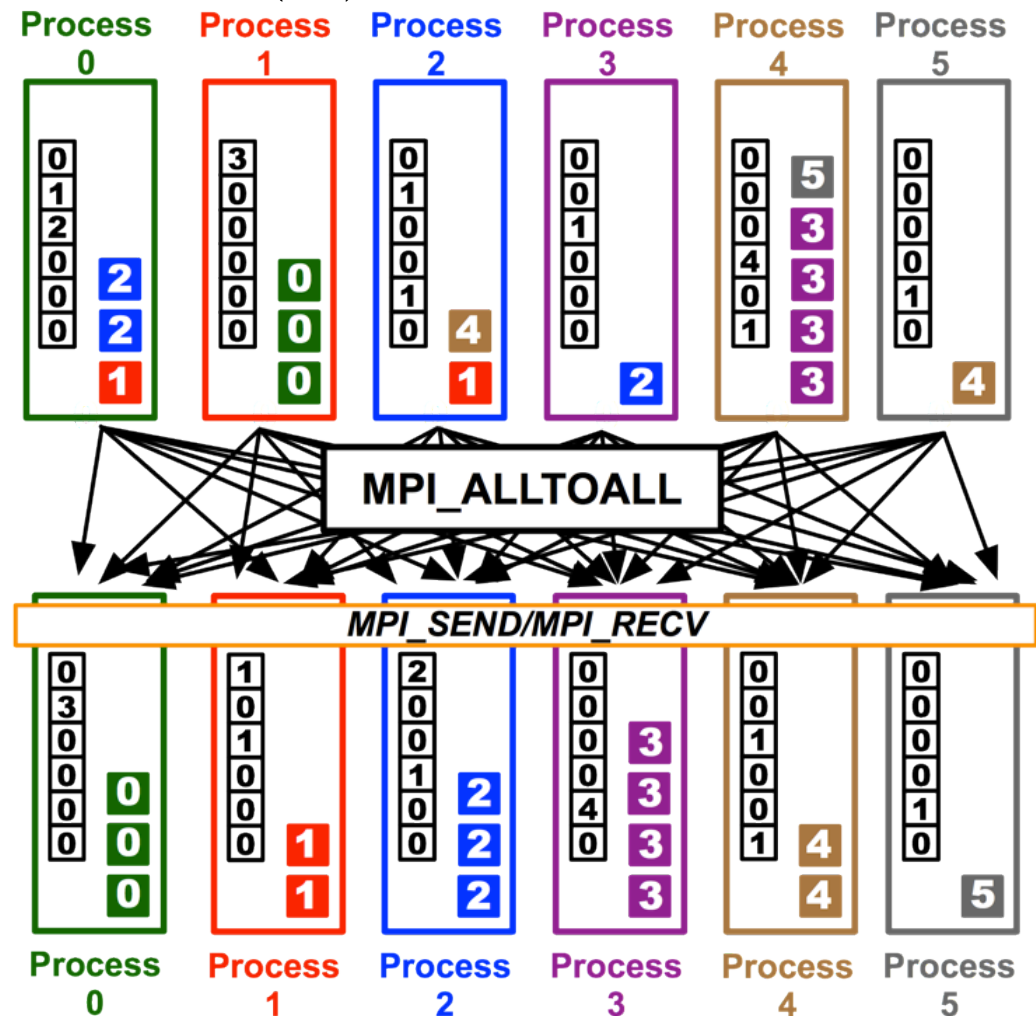 Process Process Process Process Process Process
0 1 2 3 4 5
0 3 0 0 0 0
1 0 1 0 0 5 0
2 0 0 1 0 3 0
0 2 0 0 0 0 4 3 0
0 2 0 0 1 4 0 0 3 1
0 0 0 0 1 3 0
1 0 1 2 3 4
MPI_ALLTOALL
MPI_SEND/MPI_RECV
0 1 2 0 0 0
3 0 0 0 0 0
0 1 0 0 3 1 0
0 0 0 1 2 0 3 0 0
0 0 0 0 2 4 3 0 1
0 0 1 0 2 0 3 1 4 0
0 1 2 3 4 5
Process Process Process Process Process Process
0 1 2 3 4 5